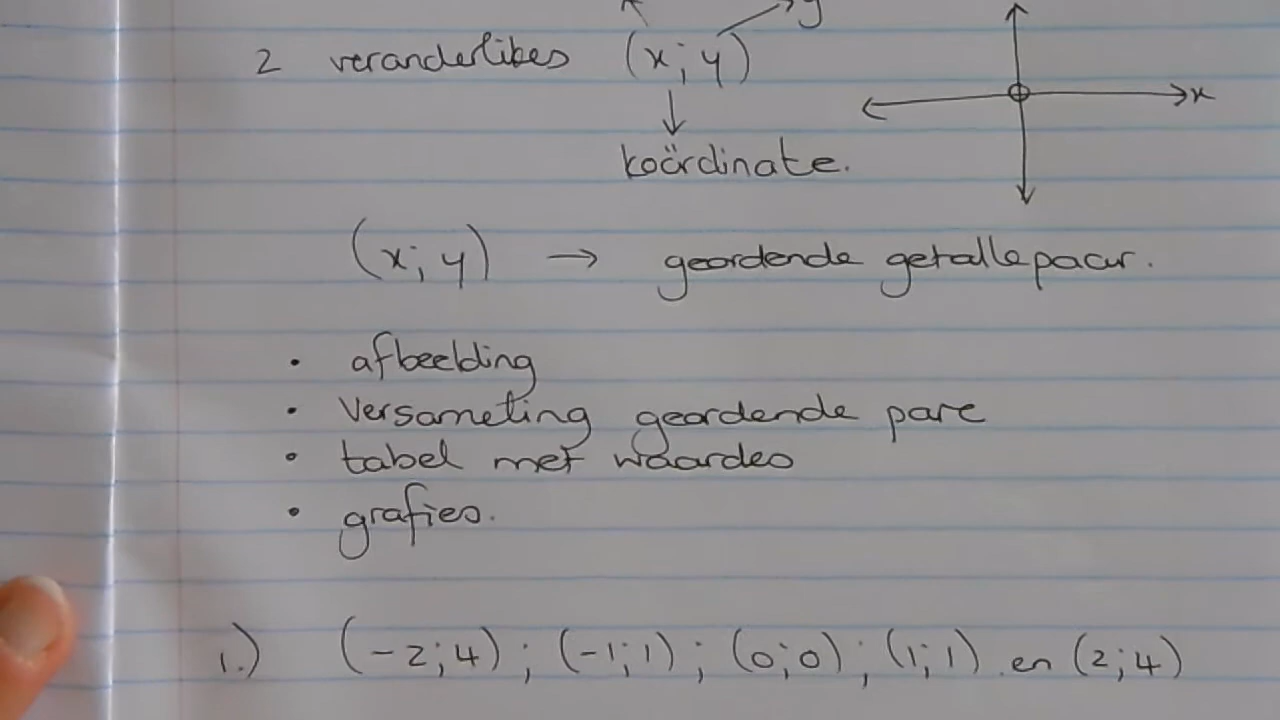 y
2 veranderlikes (x; y)
x
koördinate.
(x; y) → geordende getallepaar.
• afbeelding
• versameling geordende pare
• tabel met waardes
• grafies.
1.) (-2; 4) ; (-1; 1) ; (0; 0) ; (1; 1) en (2; 4)